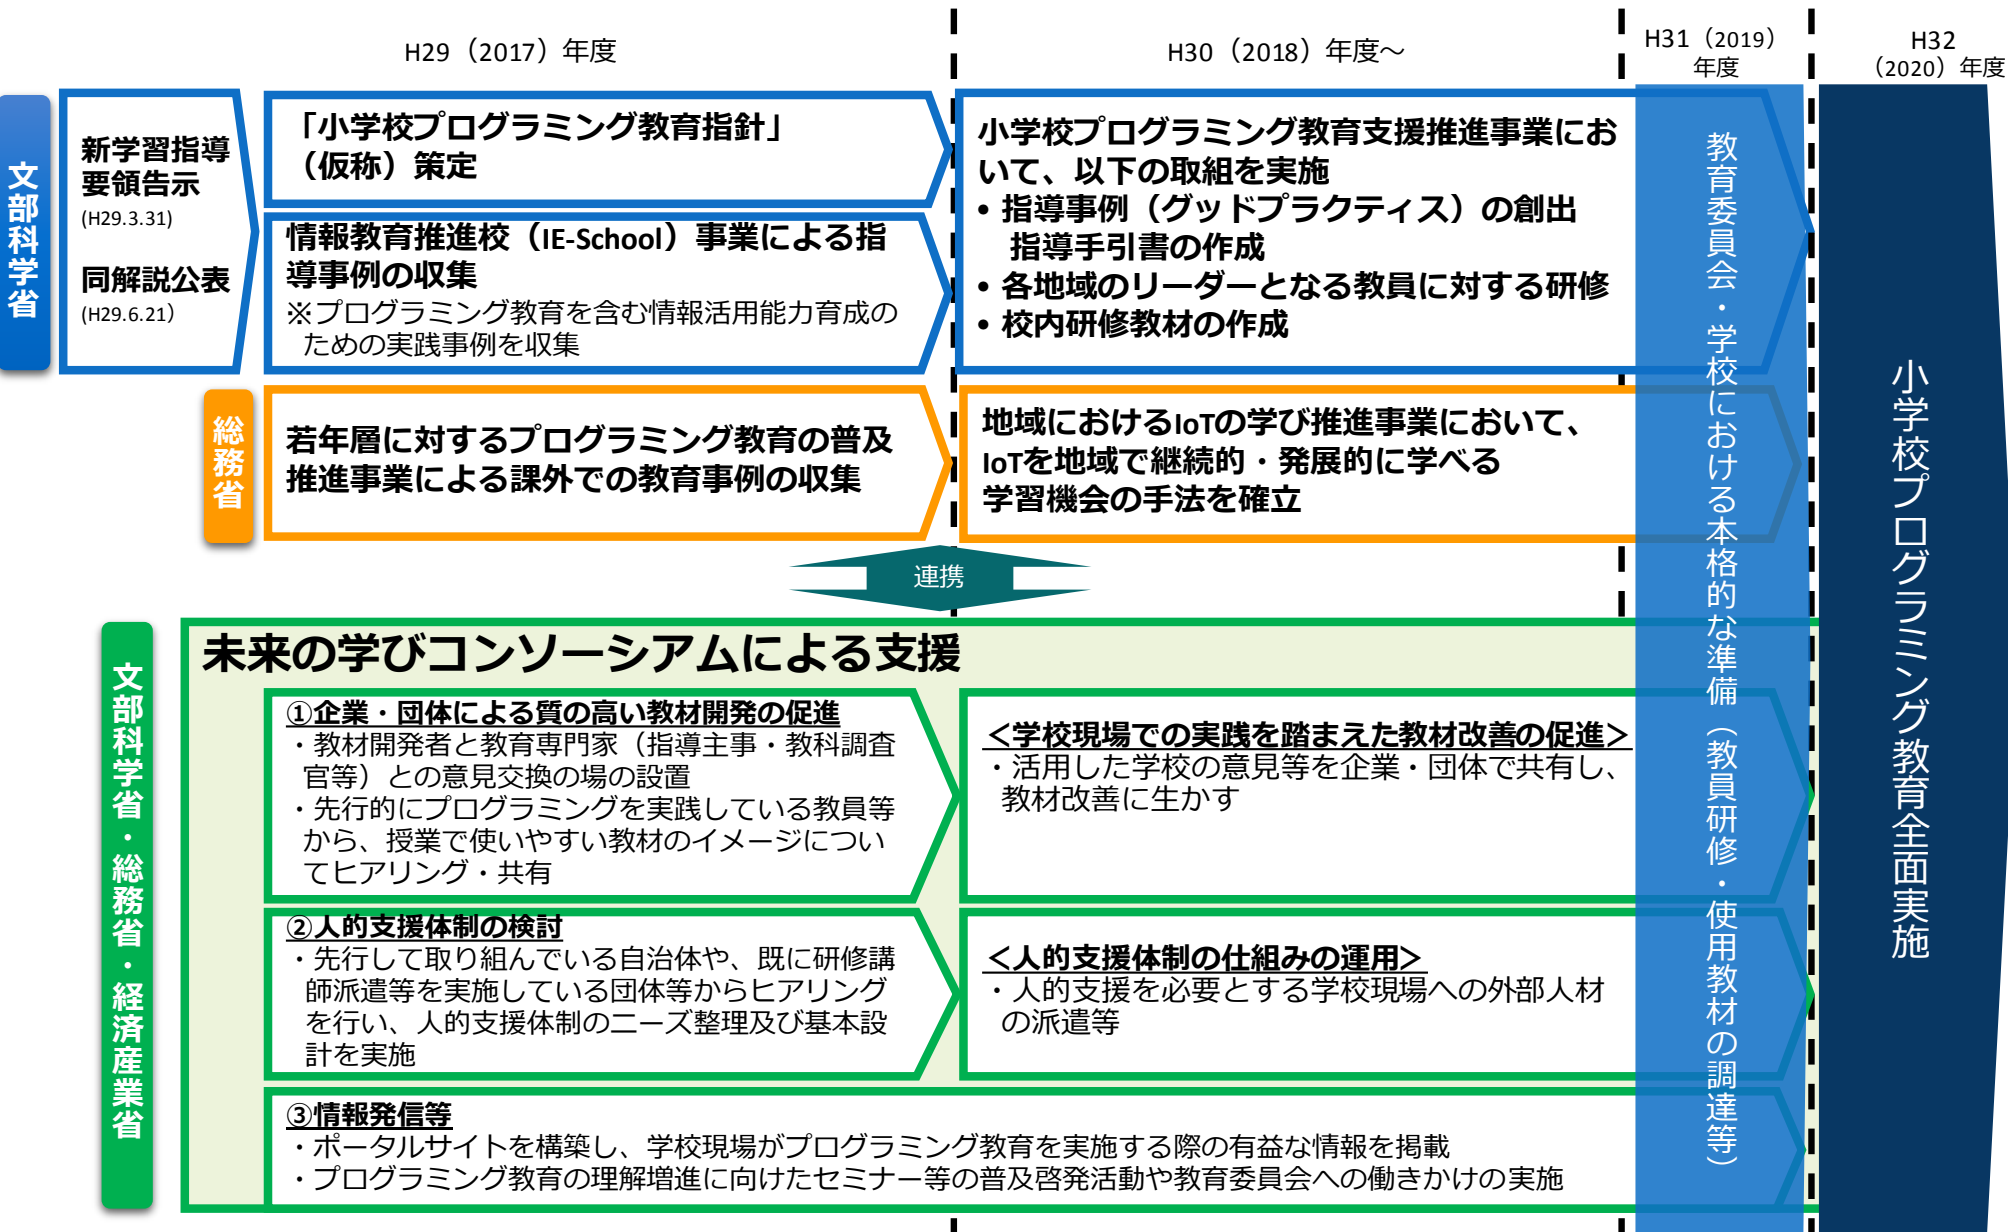 H29（2017）年度
H30（2018）年度～
H31（2019）
年度
H32
（2020）年度
文部科学省
新学習指導
要領告示
(H29.3.31)
同解説公表
(H29.6.21）
「小学校プログラミング教育指針」
（仮称）策定
情報教育推進校（IE-School）事業による指
導事例の収集
※プログラミング教育を含む情報活用能力育成の
ための実践事例を収集
小学校プログラミング教育支援推進事業にお
いて、以下の取組を実施
• 指導事例（グッドプラクティス）の創出
指導手引書の作成
• 各地域のリーダーとなる教員に対する研修
• 校内研修教材の作成
総務省
若年層に対するプログラミング教育の普及
推進事業による課外での教育事例の収集
地域におけるIoTの学び推進事業において、
IoTを地域で継続的・発展的に学べる
学習機会の手法を確立
連携
文部科学省・総務省・経済産業省
未来の学びコンソーシアムによる支援
①企業・団体による質の高い教材開発の促進
・教材開発者と教育専門家（指導主事・教科調査
官等）との意見交換の場の設置
・先行的にプログラミングを実践している教員等
から、授業で使いやすい教材のイメージについ
てヒアリング・共有
＜学校現場での実践を踏まえた教材改善の促進＞
・活用した学校の意見等を企業・団体で共有し、
教材改善に生かす
②人的支援体制の検討
・先行して取り組んでいる自治体や、既に研修講
師派遣等を実施している団体等からヒアリング
を行い、人的支援体制のニーズ整理及び基本設
計を実施
＜人的支援体制の仕組みの運用＞
・人的支援を必要とする学校現場への外部人材
の派遣等
③情報発信等
・ポータルサイトを構築し、学校現場がプログラミング教育を実施する際の有益な情報を掲載
・プログラミング教育の理解増進に向けたセミナー等の普及啓発活動や教育委員会への働きかけの実施
教育委員会・学校における本格的な準備（教員研修・使用教材の調達等）
小学校プログラミング教育全面実施